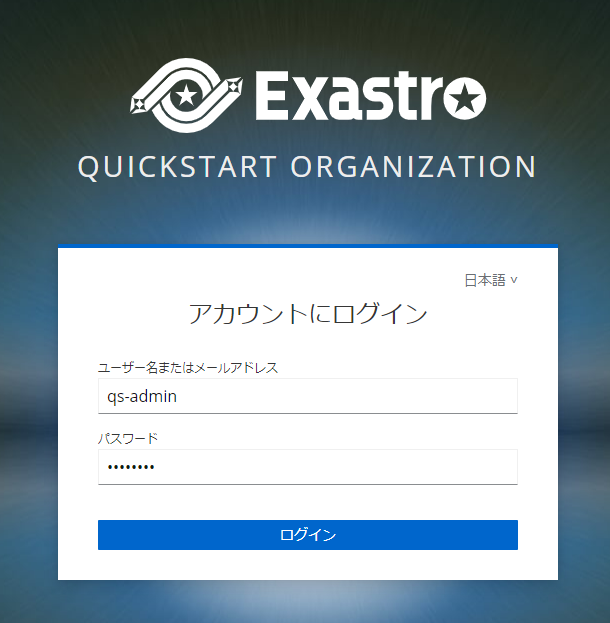 Exastro
QUICKSTART ORGANIZATION
日本語 ˅
アカウントにログイン
ユーザー名またはメールアドレス
qs-admin
パスワード
••••••••
ログイン